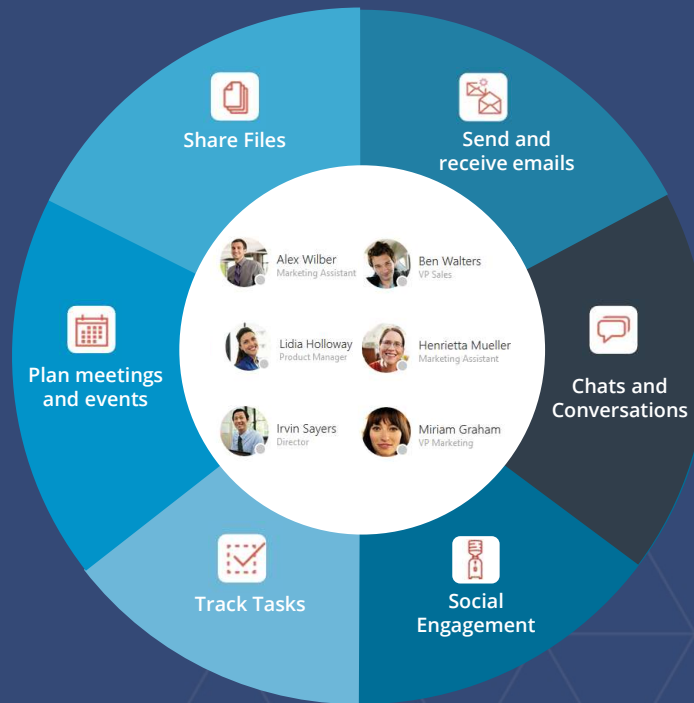 Share Files
Send and
receive emails
Alex Wilber
Marketing Assistant
Ben Walters
VP Sales
Lidia Holloway
Product Manager
Henrietta Mueller
Marketing Assistant
Irvin Sayers
Director
Miriam Graham
VP Marketing
Plan meetings
and events
Chats and
Conversations
Track Tasks
Social
Engagement